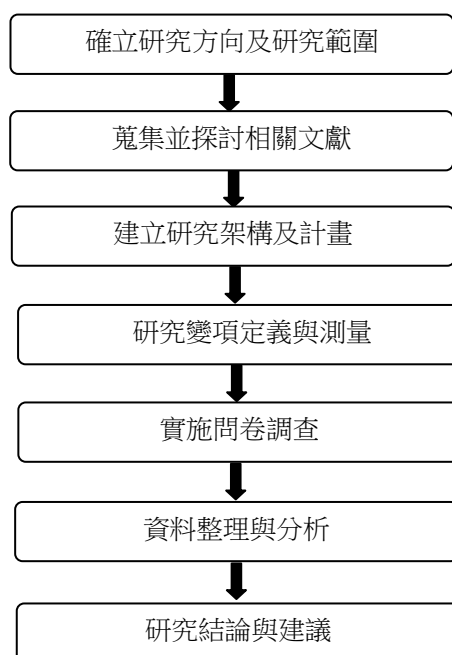 確立研究方向及研究範圍
蒐集並探討相關文獻
建立研究架構及計畫
研究變項定義與測量
實施問卷調查
資料整理與分析
研究結論與建議